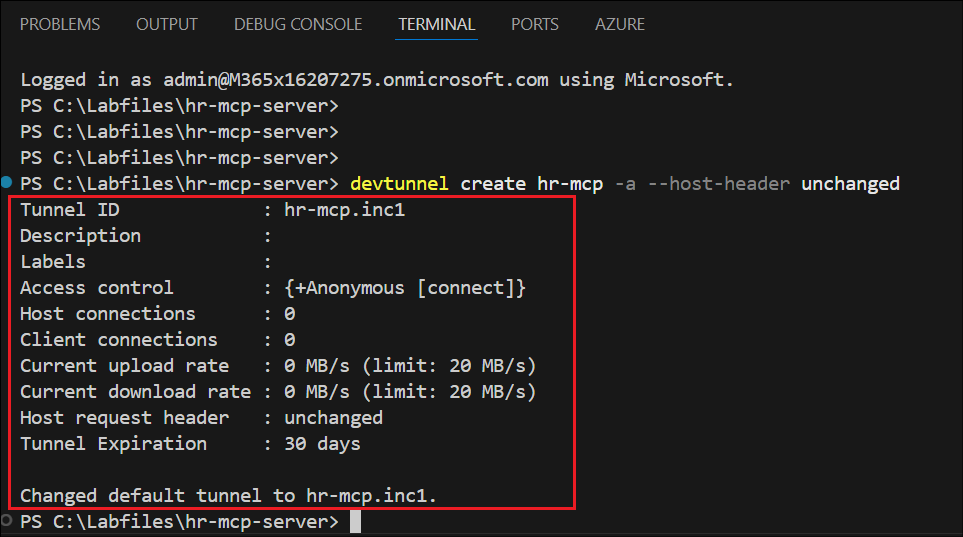 PROBLEMS OUTPUT DEBUG CONSOLE TERMINAL PORTS AZURE
Logged in as admin@M365x16207275.onmicrosoft.com using Microsoft.
PS C:\Labfiles\hr-mcp-server>
PS C:\Labfiles\hr-mcp-server>
PS C:\Labfiles\hr-mcp-server>
PS C:\Labfiles\hr-mcp-server> devtunnel create hr-mcp -a --host-header unchanged
Tunnel ID : hr-mcp.inc1
Description :
Labels :
Access control : {+Anonymous [connect]}
Host connections : 0
Client connections : 0
Current upload rate : 0 MB/s (limit: 20 MB/s)
Current download rate : 0 MB/s (limit: 20 MB/s)
Host request header : unchanged
Tunnel Expiration : 30 days
Changed default tunnel to hr-mcp.inc1.
PS C:\Labfiles\hr-mcp-server>